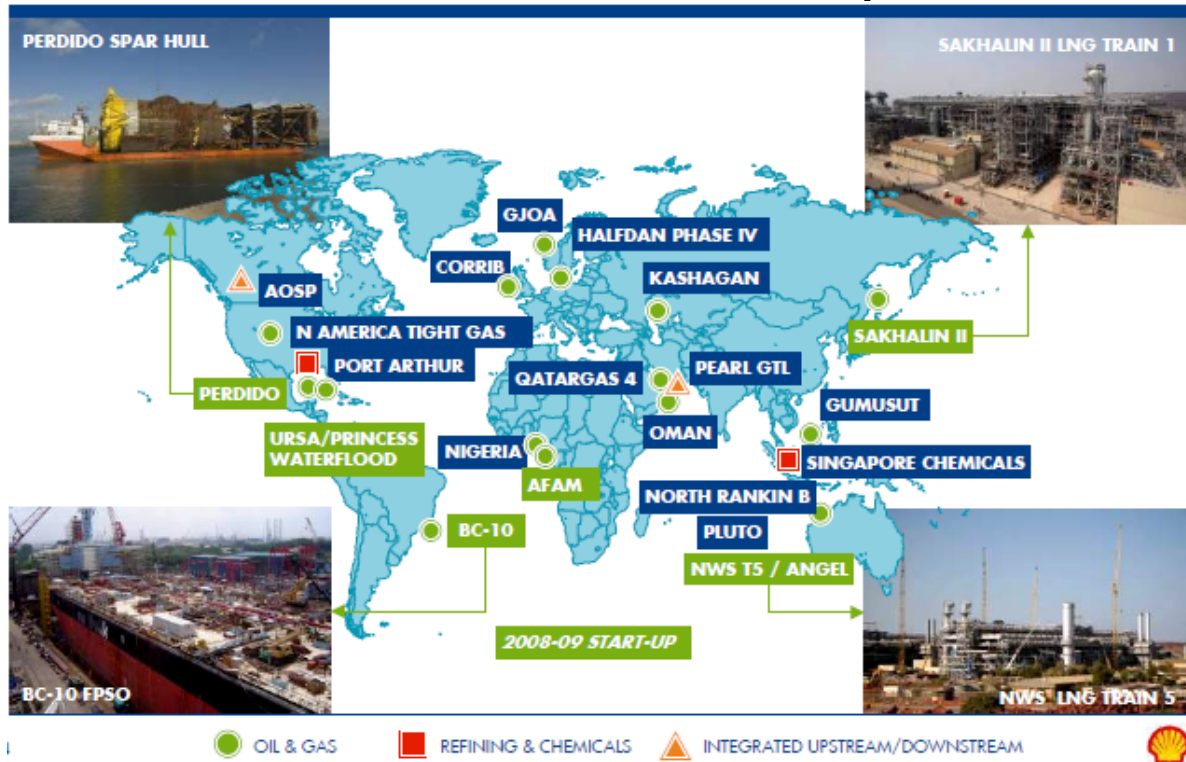 PERDIDO SPAR HULL
SAKHALIN II LNG TRAIN 1
GJOA
HALFDAN PHASE IV
CORRIB
KASHAGAN
AOSP
N AMERICA TIGHT GAS
SAKHALIN II
PORT ARTHUR
QATARGAS 4
PEARL GTL
PERDIDO
GUMUSUT
OMAN
URSA/PRINCESS
WATERFLOOD
NIGERIA
SINGAPORE CHEMICALS
AFAM
NORTH RANKIN B
BC-10
PLUTO
NWS T5 / ANGEL
2008-09 START-UP
BC-10 FPSO
NWS LNG TRAIN 5
OIL & GAS
REFINING & CHEMICALS
INTEGRATED UPSTREAM/DOWNSTREAM